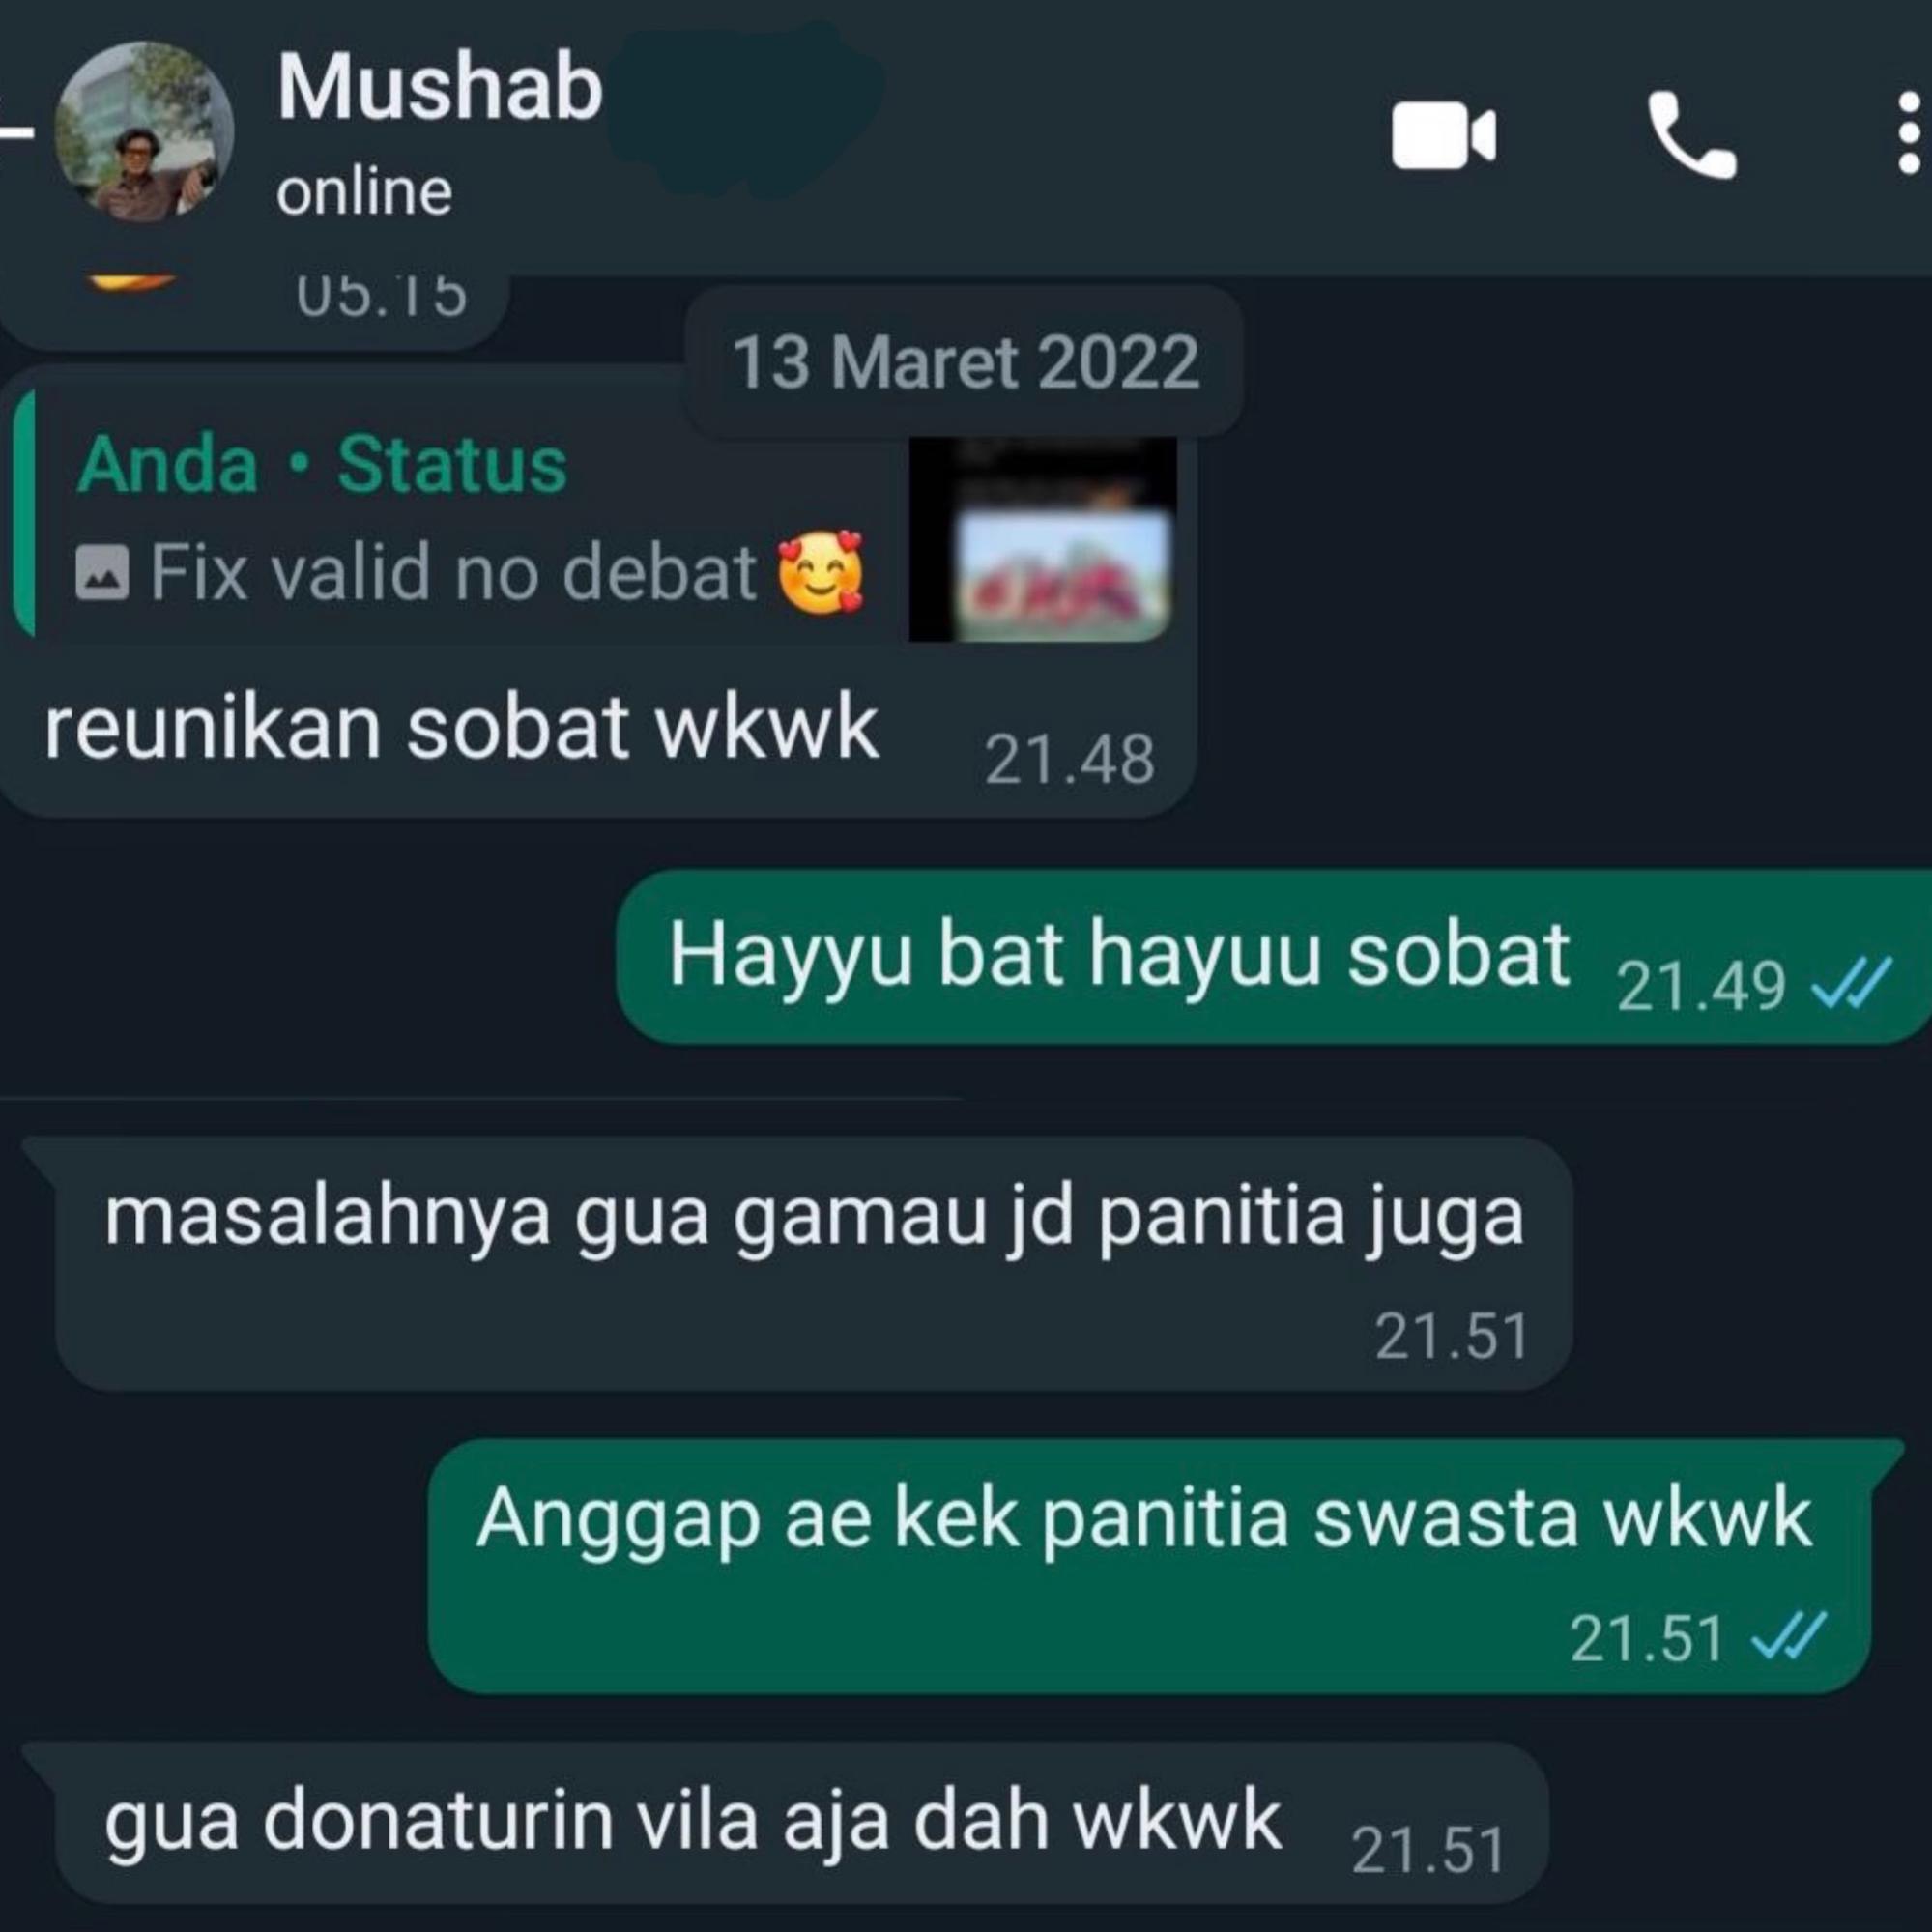 Mushab
online
05.15
13 Maret 2022
Anda • Status
Fix valid no debat 🥰
reunikan sobat wkwk 21.48
Hayyu bat hayuu sobat 21.49
masalahnya gua gamau jd panitia juga
21.51
Anggap ae kek panitia swasta wkwk
21.51
gua donaturin vila aja dah wkwk 21.51